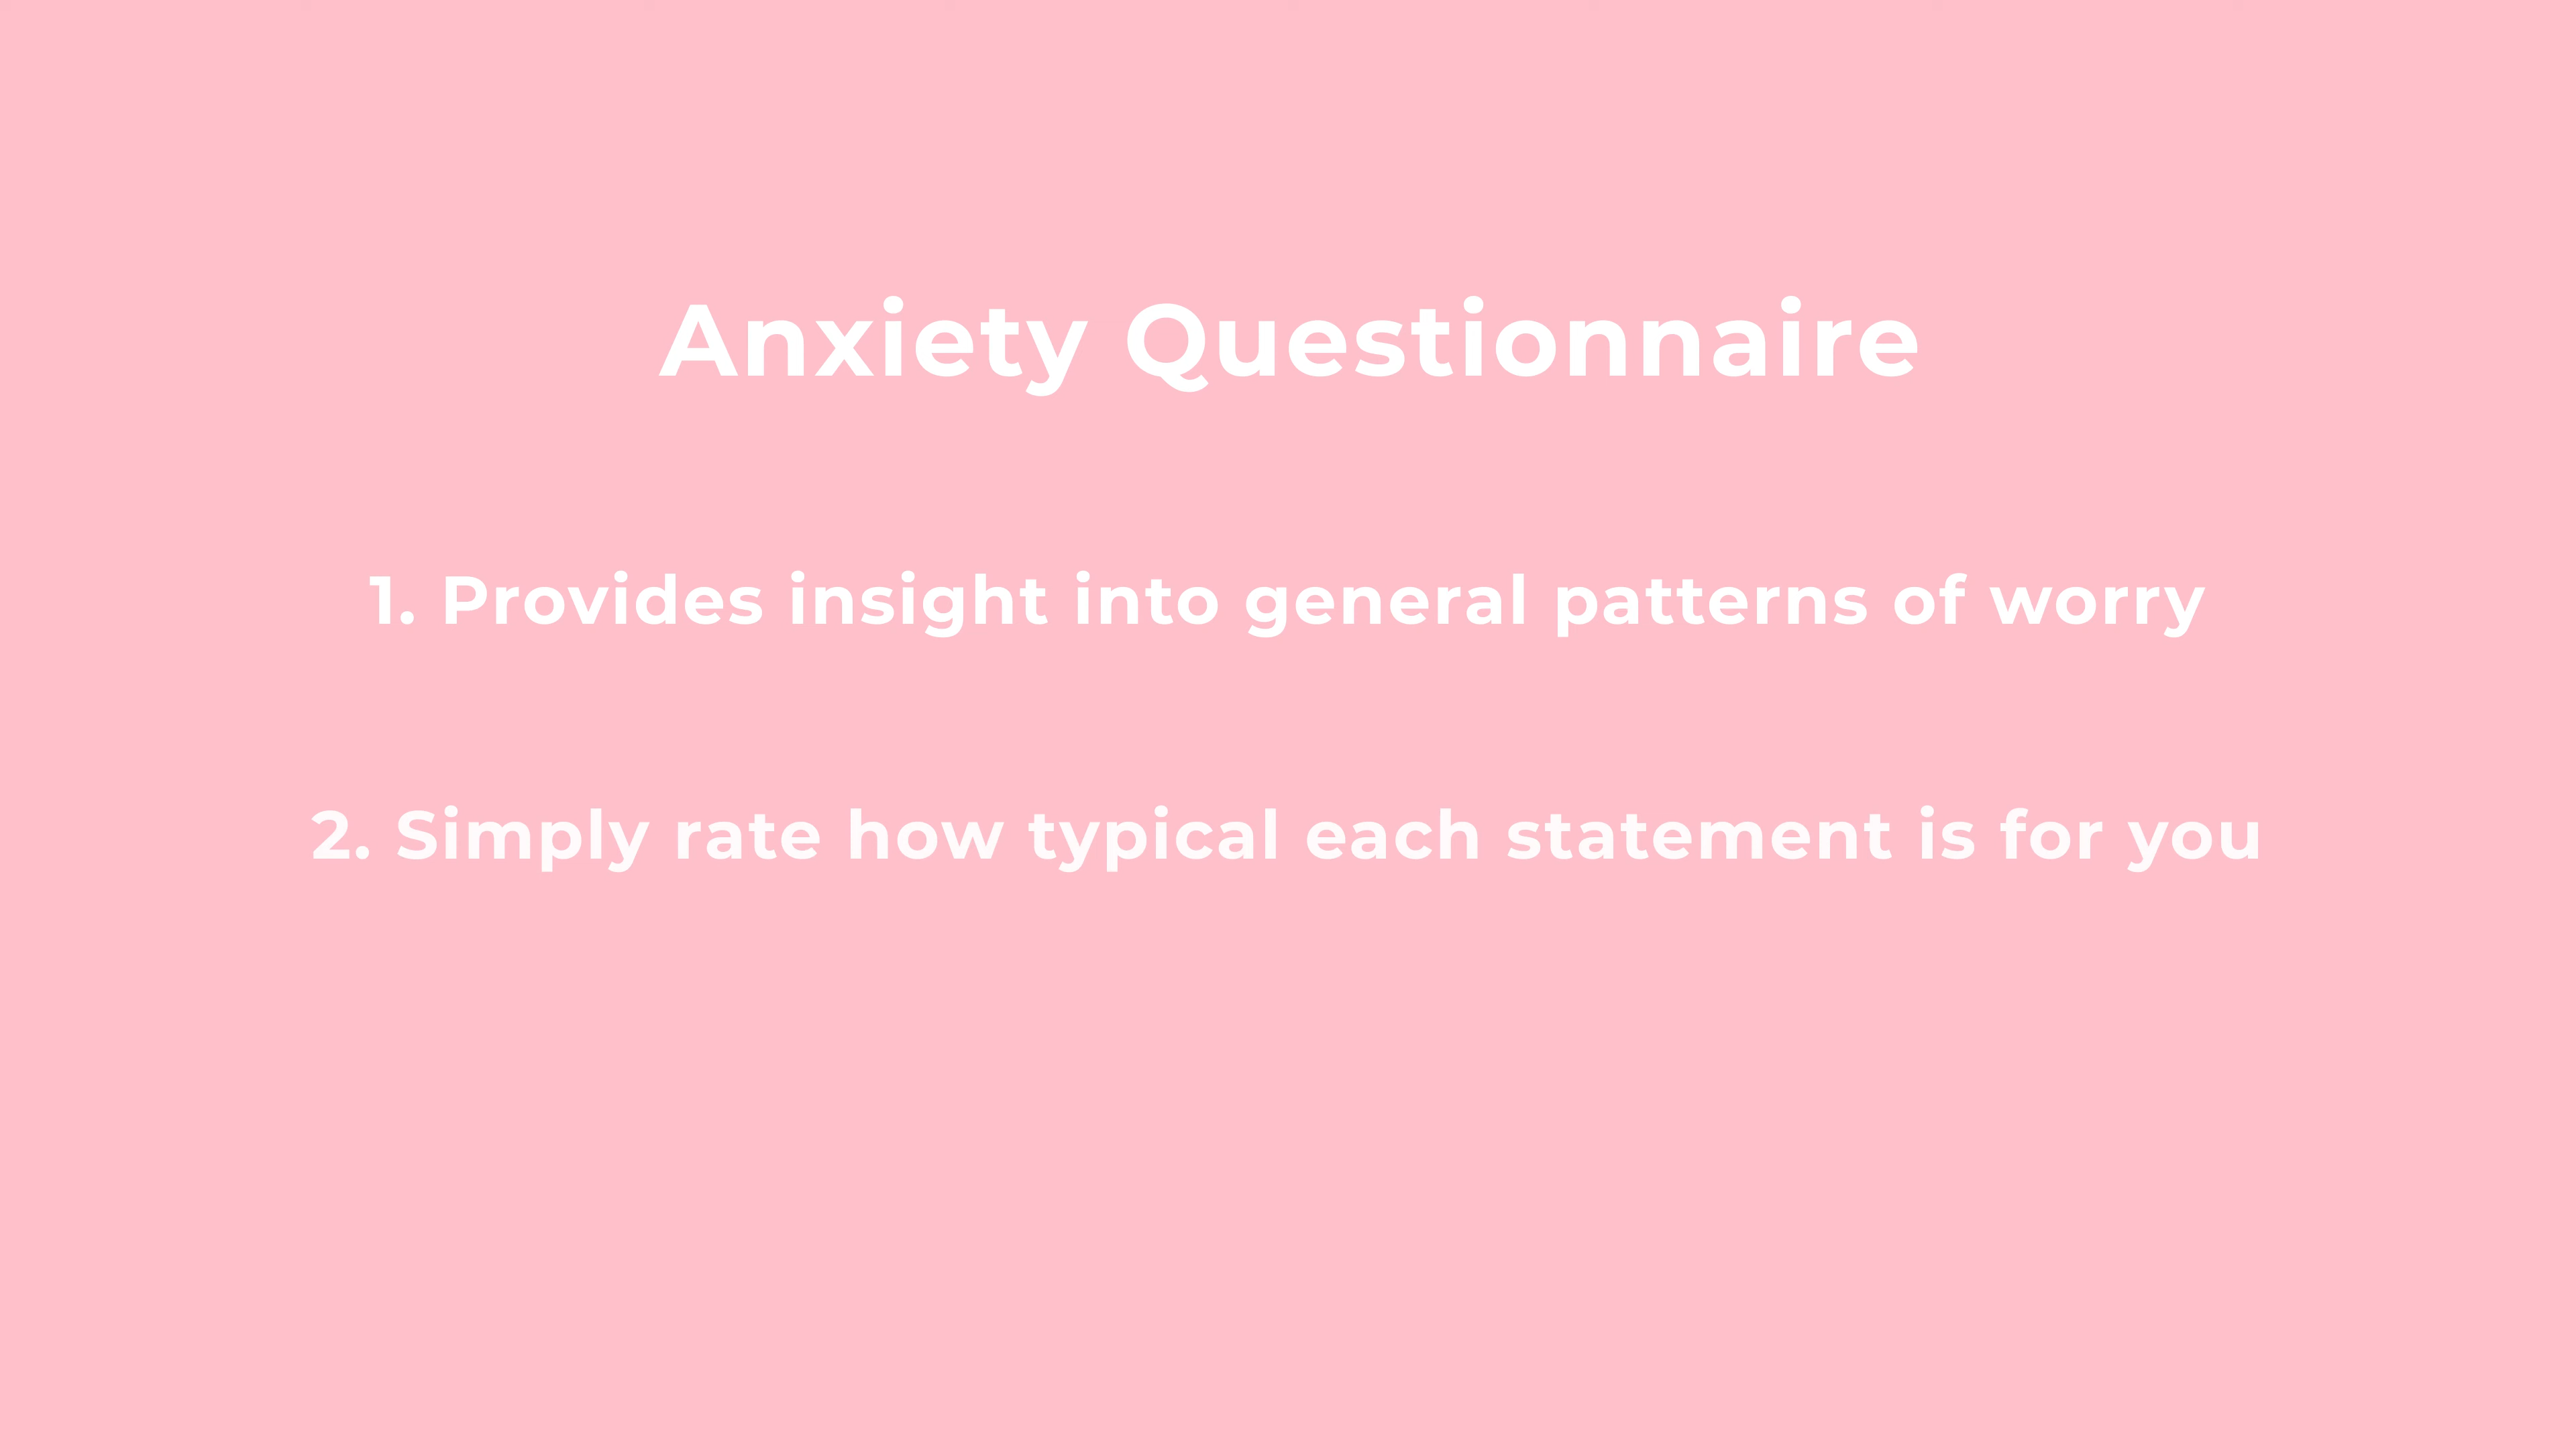 Anxiety Questionnaire
1. Provides insight into general patterns of worry
2. Simply rate how typical each statement is for you